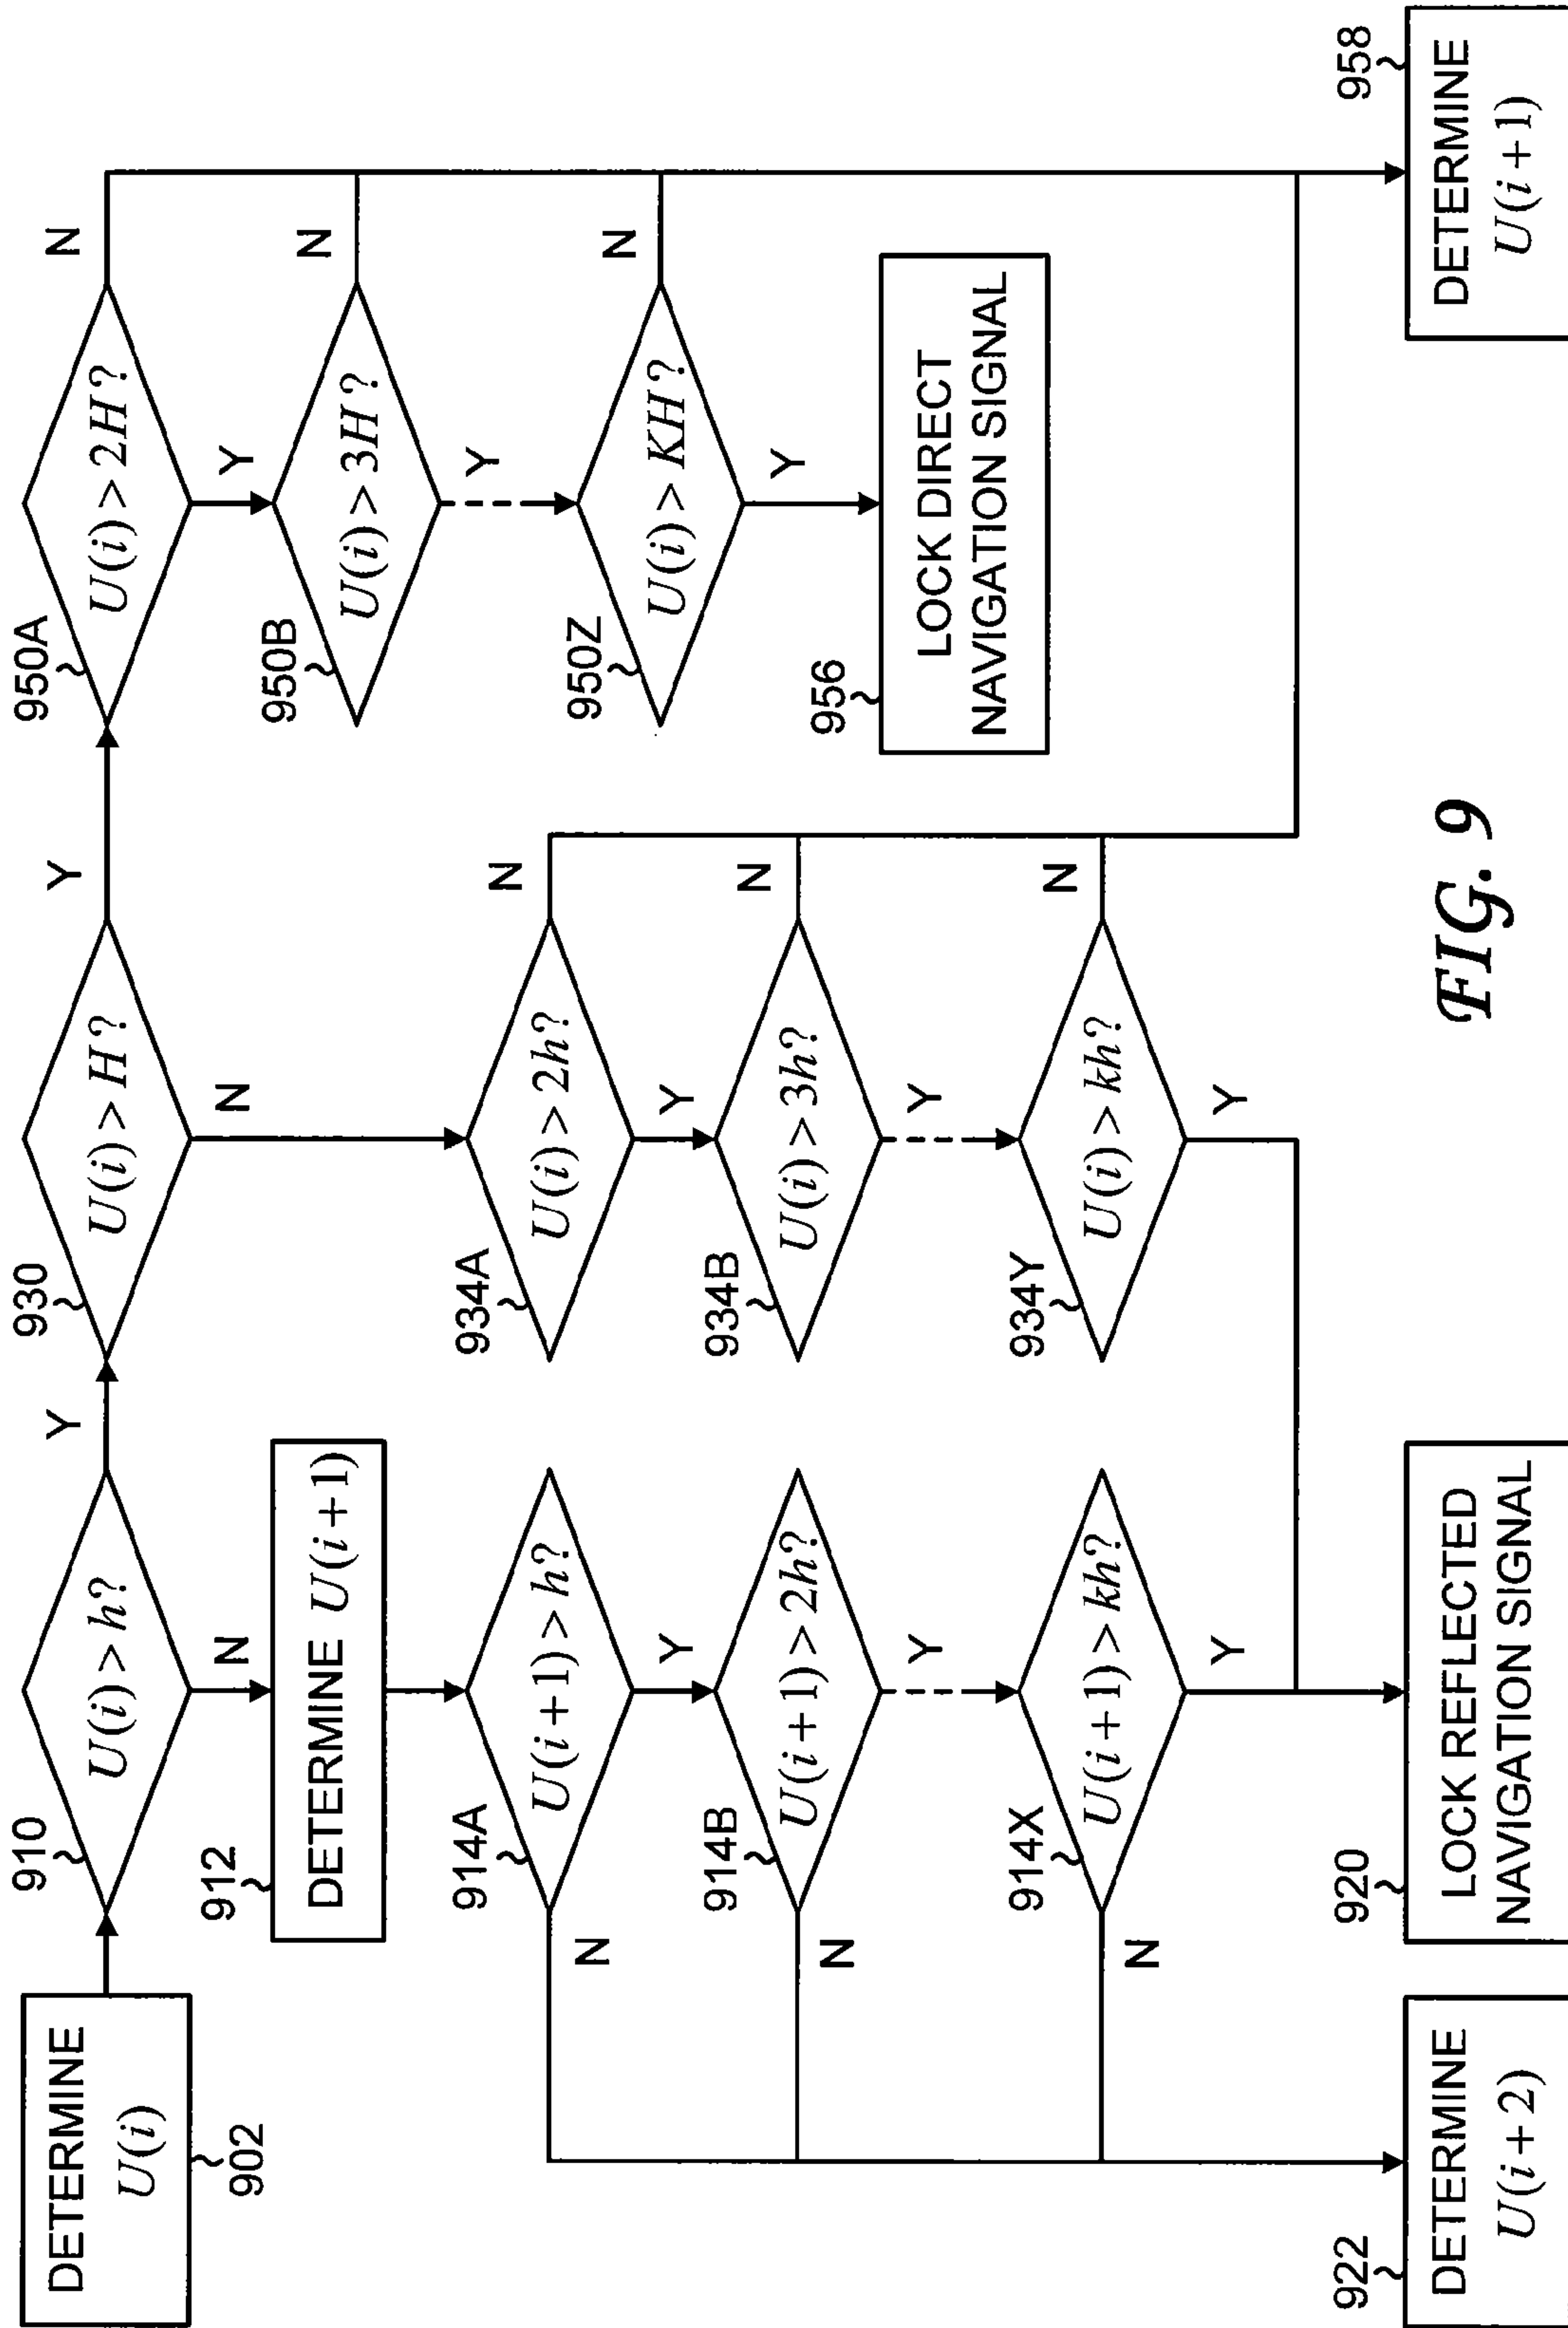 DETERMINE
U(i)
902
910
U(i) > h?
Y
N
930
U(i) > H?
Y
N
950A
U(i) > 2H?
N
Y
912
DETERMINE U(i+1)
950B
U(i) > 3H?
N
Y
914A
U(i+1) > h?
N
Y
934A
U(i) > 2h?
N
Y
950Z
U(i) > KH?
N
Y
914B
U(i+1) > 2h?
N
Y
934B
U(i) > 3h?
N
Y
956
LOCK DIRECT
NAVIGATION SIGNAL
914X
U(i+1) > kh?
N
Y
934Y
U(i) > kh?
N
Y
922
DETERMINE
U(i+2)
920
LOCK REFLECTED
NAVIGATION SIGNAL
958
DETERMINE
U(i+1)
FIG. 9